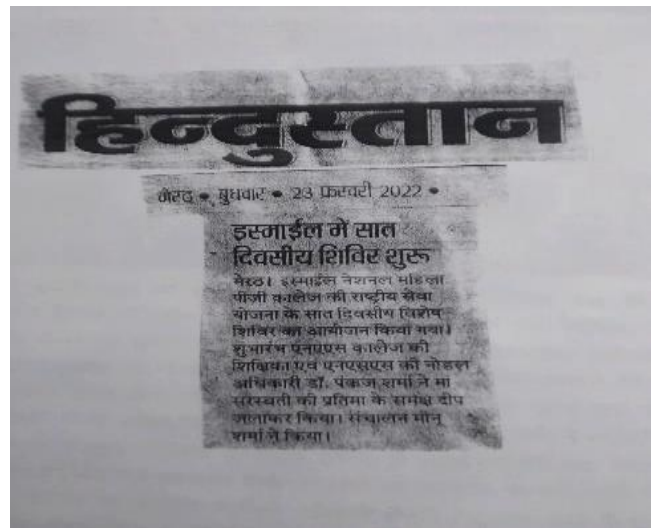 हिन्दुस्तान
मेरठ • बुधवार • 23 फरवरी 2022 •
इस्माईल में सात
दिवसीय शिविर शुरू
मेरठ। इस्माईल नेशनल महिला
पीजी कालेज की राष्ट्रीय सेवा
योजना के सात दिवसीय विशेष
शिविर का आयोजन किया गया।
शुभारंभ एनएएस कालेज की
शिक्षिका एवं एनएसएस की नोडल
अधिकारी डॉ. पंकज शर्मा ने मा
सरस्वती की प्रतिमा के समक्ष दीप
जलाकर किया। संचालन मोनू
शर्मा ने किया।